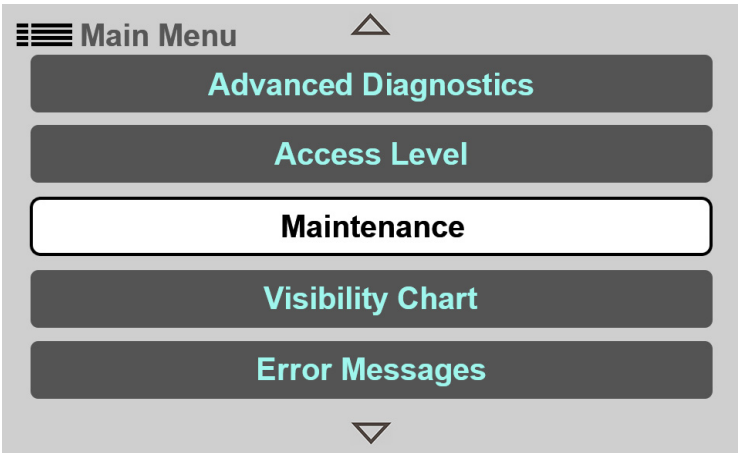 Main Menu
Advanced Diagnostics
Access Level
Maintenance
Visibility Chart
Error Messages